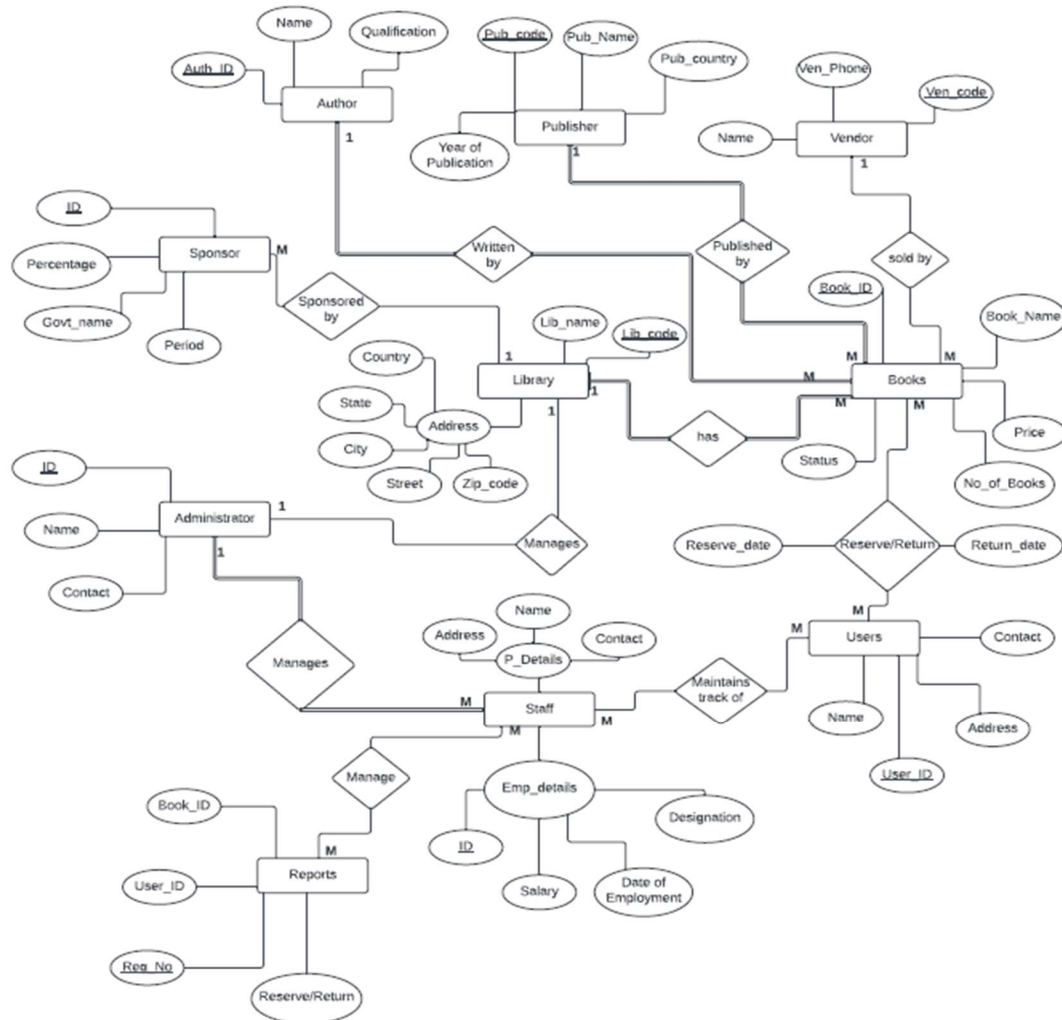 Name
Qualification
Auth_ID
Author
1
Pub_code
Pub_Name
Pub_country
Publisher
1
Year of
Publication
Ven_Phone
Ven_code
Name
Vendor
1
ID
Sponsor
M
Percentage
Govt_name
Period
Sponsored
by
Written
by
Published
by
sold by
Book_ID
Book_Name
Lib_name
Lib_code
Country
1
Library
1
1
M
M
M
Books
M
M
State
Address
City
Street
Zip_code
has
Status
Price
No_of_Books
ID
Name
Administrator
1
1
Contact
Manages
Reserve_date
Reserve/Return
Return_date
Manages
Name
Address
Contact
P_Details
M
Staff
M
M
Maintains
track of
M
M
Users
Contact
Name
Address
User_ID
Manage
Emp_details
Designation
ID
Salary
Date of
Employment
Book_ID
M
Reports
User_ID
Reg_No
Reserve/Return